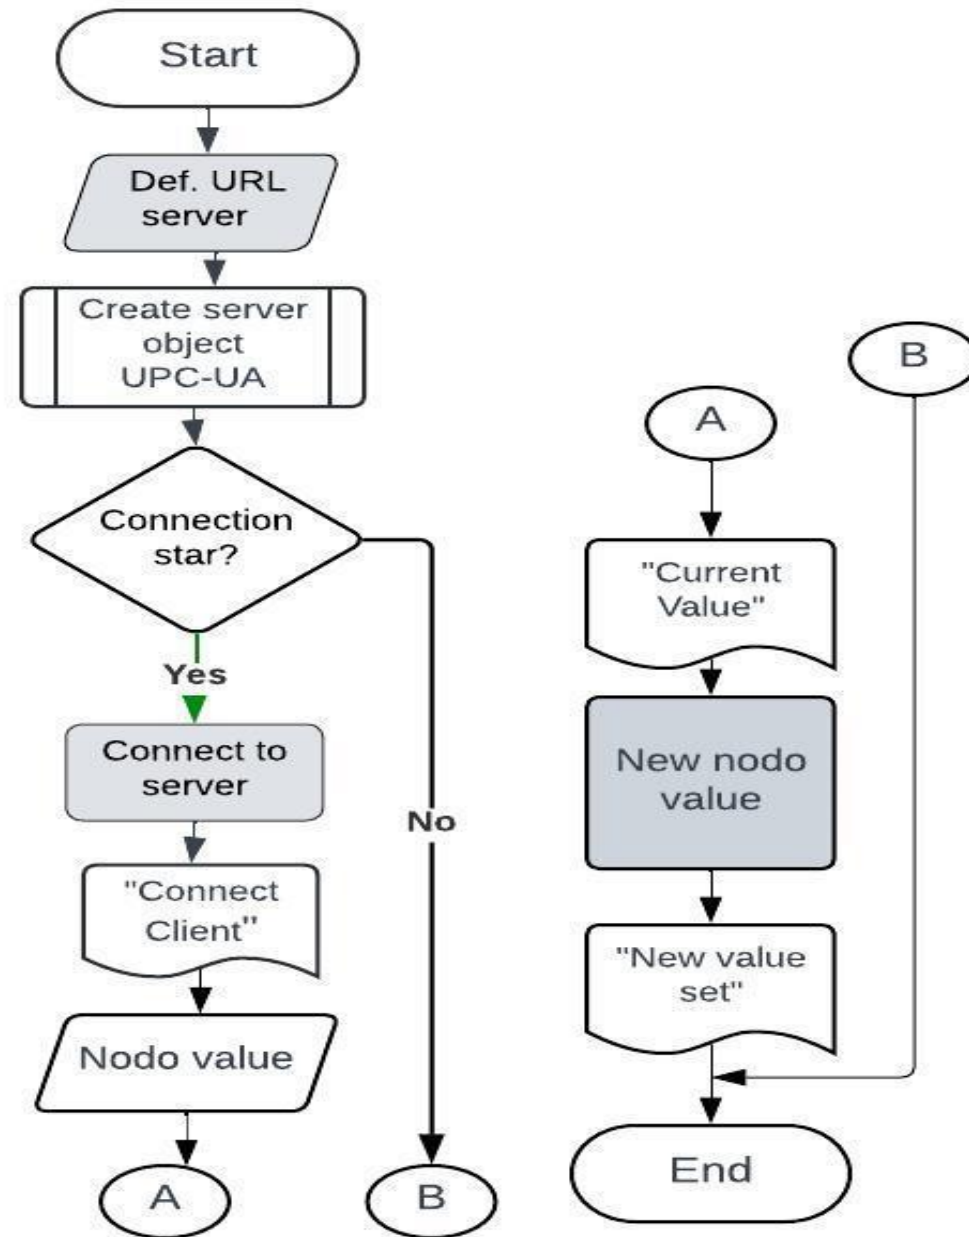 Start
Def. URL
server
Create server
object
UPC-UA
Connection
star?
Yes
Connect to
server
No
"Connect
Client"
Nodo value
A
B
A
B
"Current
Value"
New nodo
value
"New value
set"
End